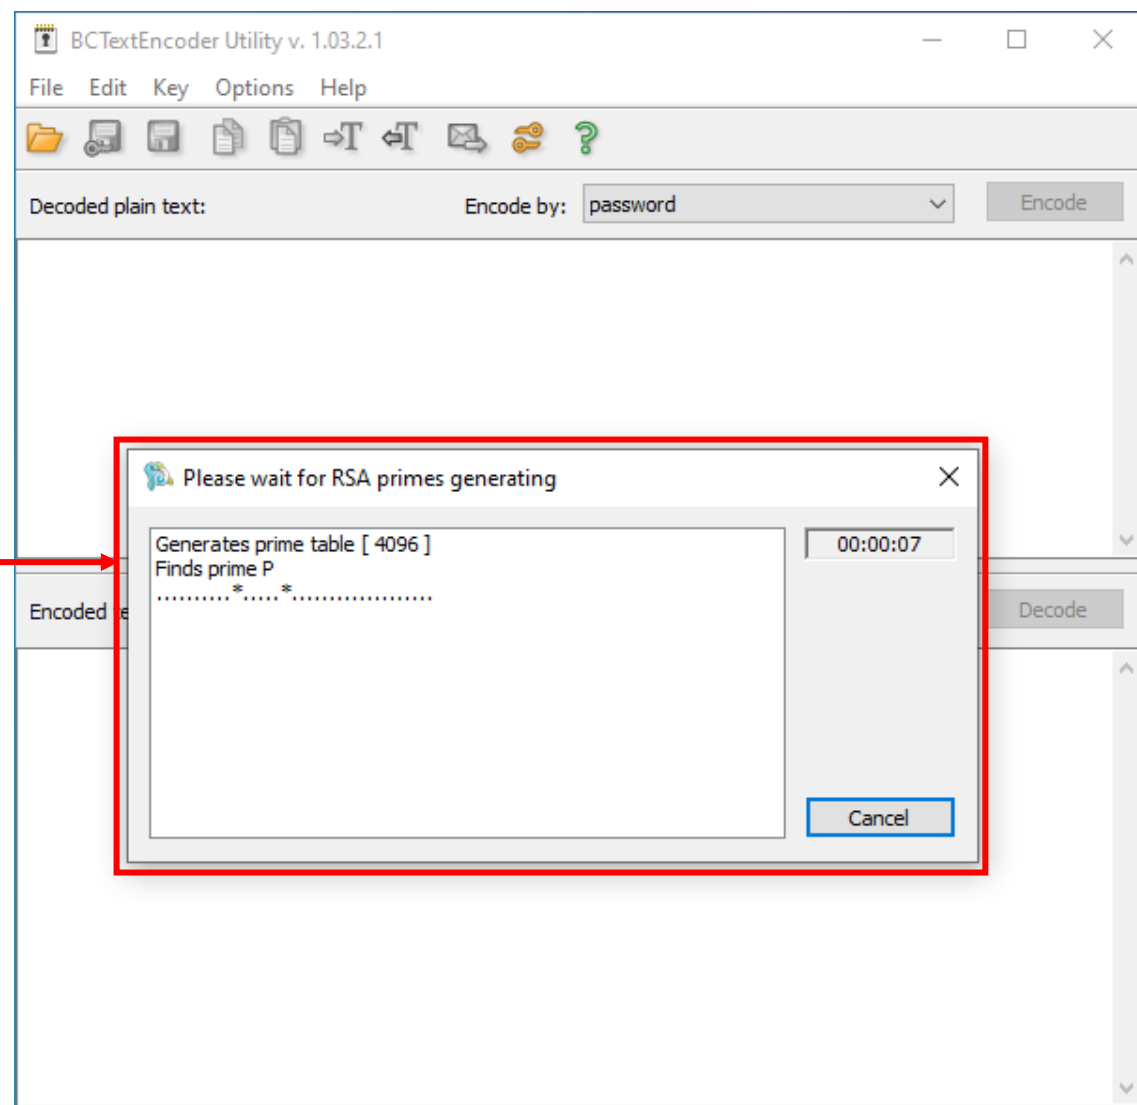 BCTextEncoder Utility v. 1.03.2.1
File Edit Key Options Help
Decoded plain text: Encode by: password Encode
Please wait for RSA primes generating
Generates prime table [ 4096 ] 00:00:07
Finds prime P
..........*.....*...................
Encoded Decode
Cancel